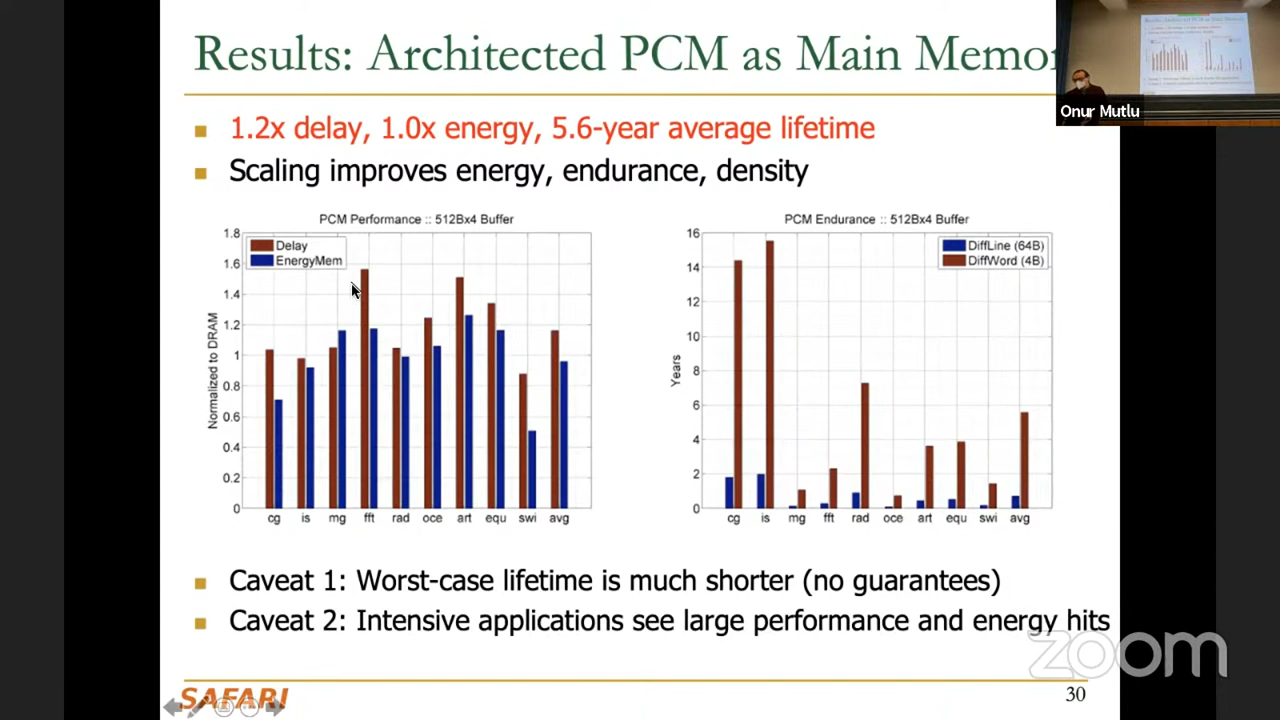 Results: Architected PCM as Main Memor
Onur Mutlu
1.2x delay, 1.0x energy, 5.6-year average lifetime
Scaling improves energy, endurance, density
PCM Performance :: 512Bx4 Buffer
Delay
EnergyMem
Normalized to DRAM
1.8
1.6
1.4
1.2
1
0.8
0.6
0.4
0.2
0
cg is mg fft rad oce art equ swi avg
PCM Endurance :: 512Bx4 Buffer
DiffLine (64B)
DiffWord (4B)
Years
16
14
12
10
8
6
4
2
0
cg is mg fft rad oce art equ swi avg
Caveat 1: Worst-case lifetime is much shorter (no guarantees)
Caveat 2: Intensive applications see large performance and energy hits
zoom
SAFARI
30